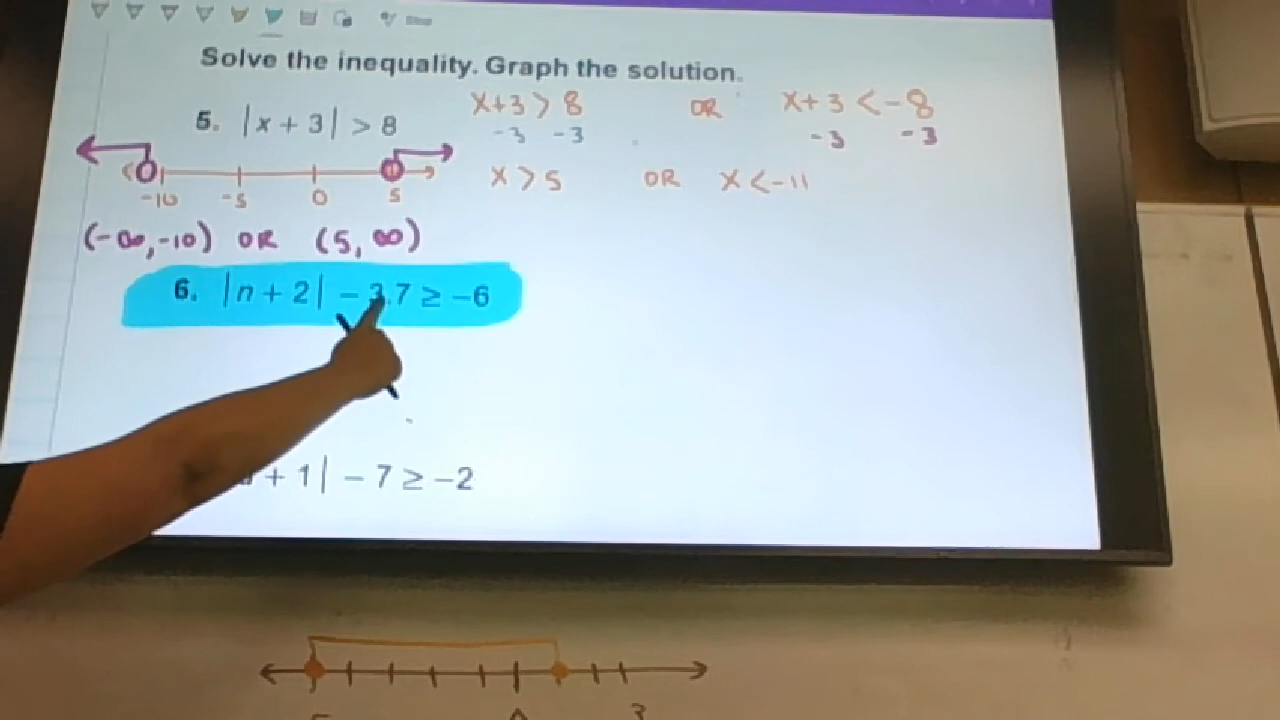 Solve the inequality. Graph the solution.
5. |x + 3| > 8
x+3 > 8 OR x+3 < -8
-3 -3 -3 -3
x > 5 OR x < -11
-10 -5 0 5
(-∞,-10) OR (5, ∞)
6. |n + 2| - 3.7 ≥ -6
+ 1| - 7 ≥ -2